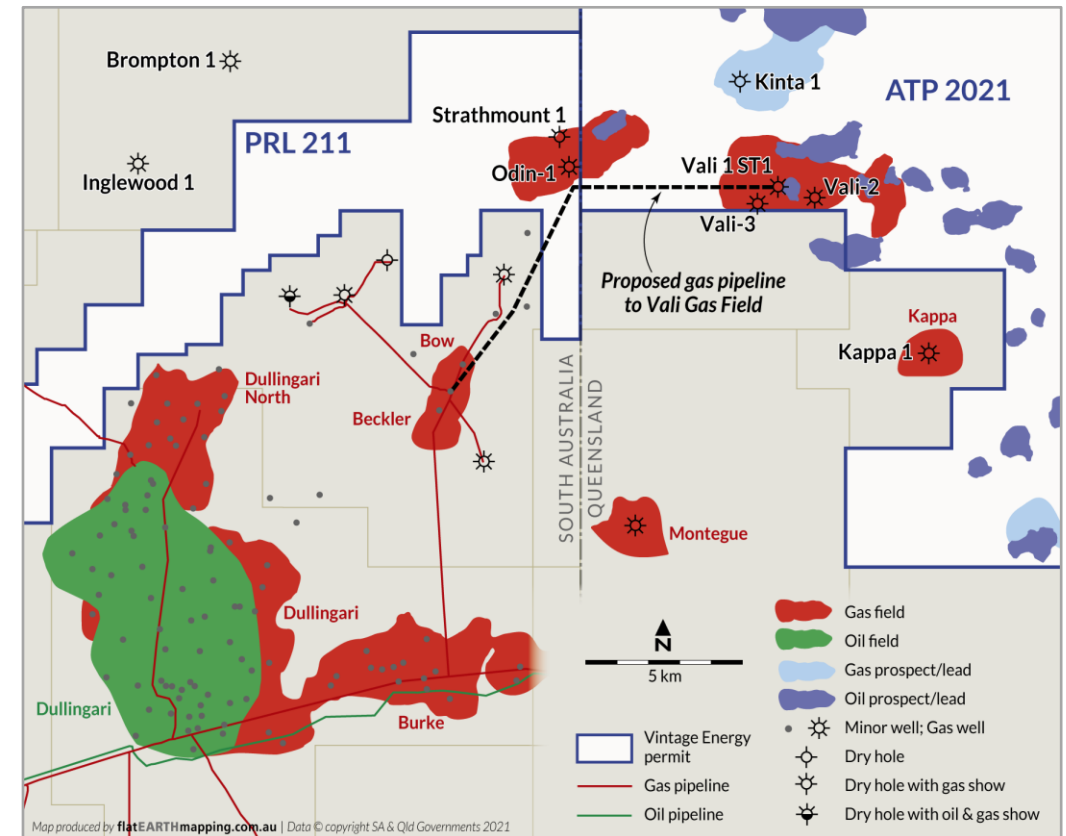 Brompton 1
Kinta 1
ATP 2021
Strathmount 1
PRL 211
Odin-1
Vali 1 ST1
Vali-2
Inglewood 1
Vali-3
Proposed gas pipeline
to Vali Gas Field
Kappa
Bow
Kappa 1
Dullingari
North
Beckler
SOUTH AUSTRALIA
QUEENSLAND
Montegue
Dullingari
Dullingari
Burke
N
5 km
Gas field
Oil field
Gas prospect/lead
Oil prospect/lead
Minor well; Gas well
Dry hole
Dry hole with gas show
Dry hole with oil & gas show
Vintage Energy
permit
Gas pipeline
Oil pipeline
Map produced by flatEARTHmapping.com.au | Data © copyright SA & Qld Governments 2021